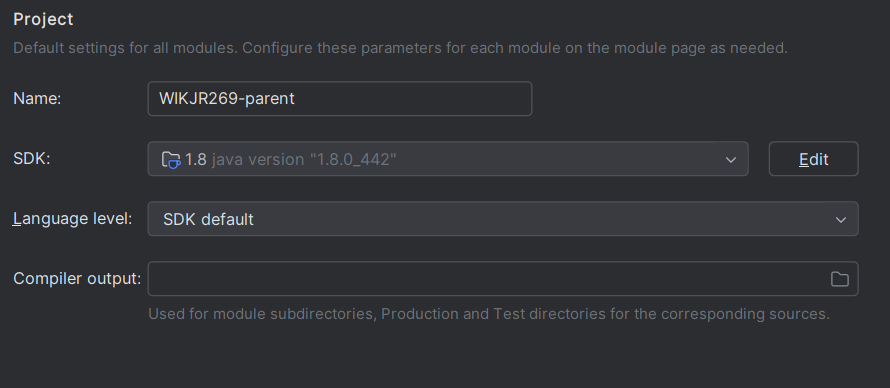 Project
Default settings for all modules. Configure these parameters for each module on the module page as needed.
Name: WIKJR269-parent
SDK: 1.8 java version "1.8.0_442" Edit
Language level: SDK default
Compiler output:
Used for module subdirectories, Production and Test directories for the corresponding sources.